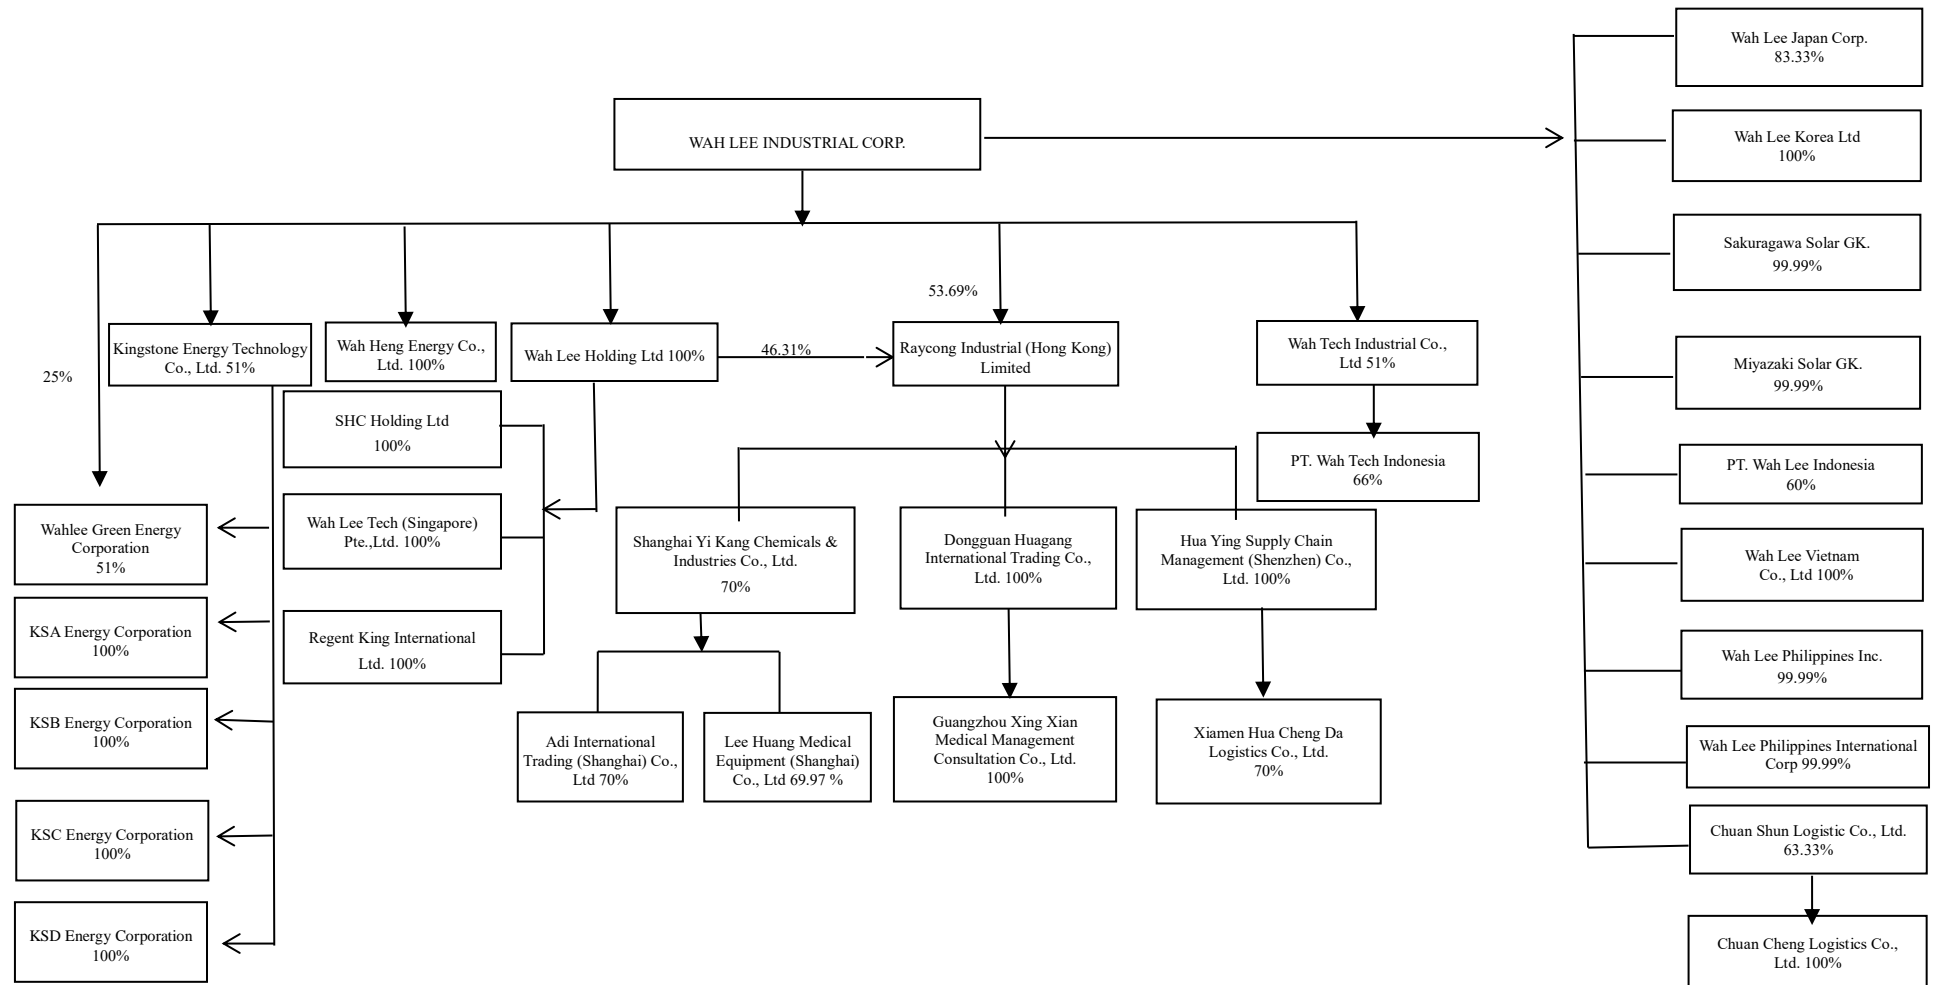 Wah Lee Japan Corp.
83.33%
WAH LEE INDUSTRIAL CORP.
Wah Lee Korea Ltd
100%
Sakuragawa Solar GK.
99.99%
53.69%
25%
Kingstone Energy Technology
Co., Ltd. 51%
Wah Heng Energy Co.,
Ltd. 100%
Wah Lee Holding Ltd 100%
46.31%
Raycong Industrial (Hong Kong)
Limited
Wah Tech Industrial Co.,
Ltd 51%
Miyazaki Solar GK.
99.99%
SHC Holding Ltd
100%
PT. Wah Tech Indonesia
66%
PT. Wah Lee Indonesia
60%
Wahlee Green Energy
Corporation
51%
Wah Lee Tech (Singapore)
Pte.,Ltd. 100%
Shanghai Yi Kang Chemicals &
Industries Co., Ltd.
70%
Dongguan Huagang
International Trading Co.,
Ltd. 100%
Hua Ying Supply Chain
Management (Shenzhen) Co.,
Ltd. 100%
Wah Lee Vietnam
Co., Ltd 100%
KSA Energy Corporation
100%
Regent King International
Ltd. 100%
Wah Lee Philippines Inc.
99.99%
KSB Energy Corporation
100%
Adi International
Trading (Shanghai) Co.,
Ltd 70%
Lee Huang Medical
Equipment (Shanghai)
Co., Ltd 69.97 %
Guangzhou Xing Xian
Medical Management
Consultation Co., Ltd.
100%
Xiamen Hua Cheng Da
Logistics Co., Ltd.
70%
Wah Lee Philippines International
Corp 99.99%
KSC Energy Corporation
100%
Chuan Shun Logistic Co., Ltd.
63.33%
KSD Energy Corporation
100%
Chuan Cheng Logistics Co.,
Ltd. 100%